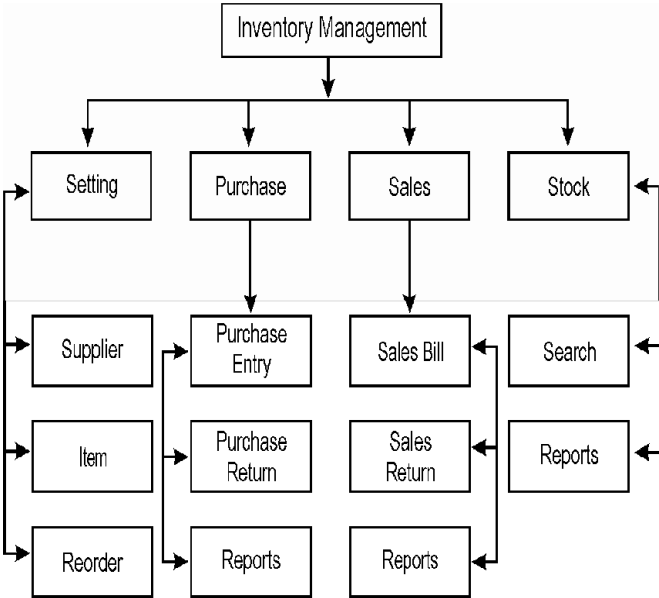 Inventory Management
Setting
Purchase
Sales
Stock
Supplier
Purchase
Entry
Sales Bill
Search
Item
Purchase
Return
Sales
Return
Reports
Reorder
Reports
Reports